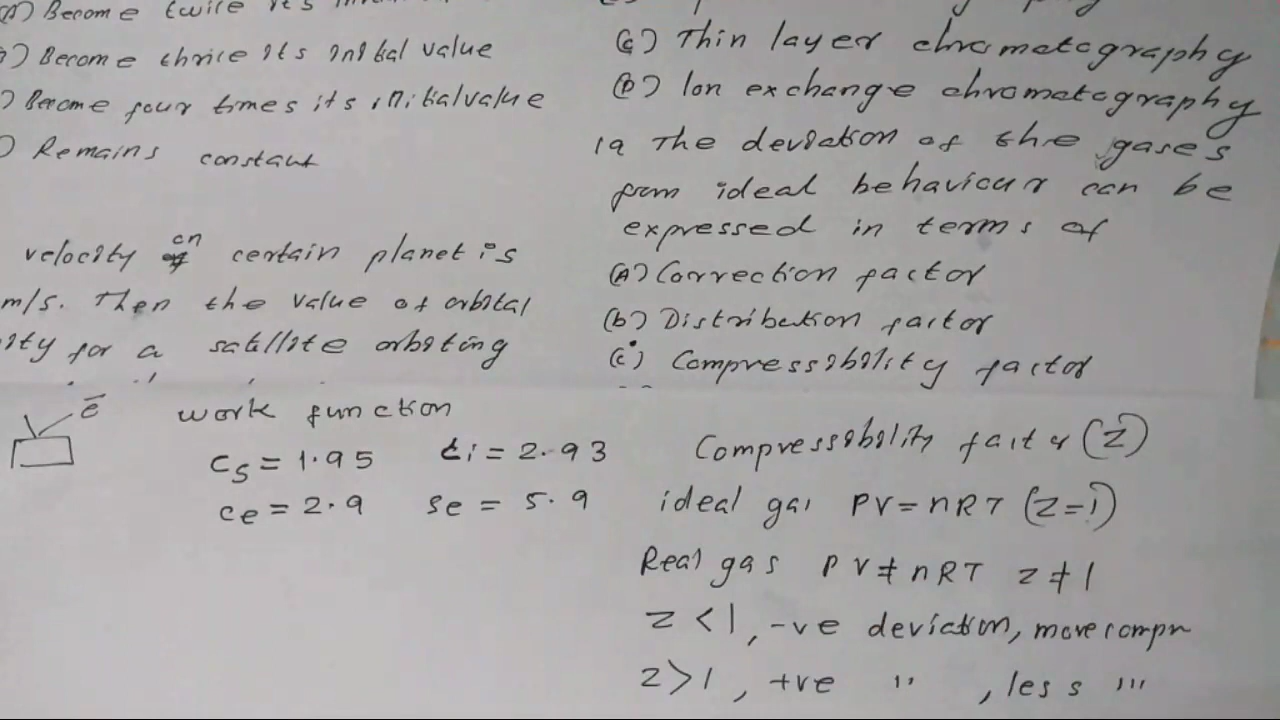 (A) Become twice its
) Become thrice its initial value
) Become four times its initial value
) Remains constant
velocity on certain planet is
m/s. Then the value of orbital
ity for a satellite orbiting
ē work function
Cs = 1.95 Li = 2.93
Ce = 2.9 Se = 5.9
(c) Thin layer chromatography
(D) Ion exchange chromatography
19 The deviation of the gases
from ideal behaviour can be
expressed in terms of
(A) Correction factor
(b) Distribution factor
(c) Compressibility factor
Compressibility factor (Z)
ideal gas PV = nRT (Z=1)
Real gas PV ≠ nRT Z ≠ 1
Z < 1, -ve deviation, more compr
Z > 1, +ve " , less "'